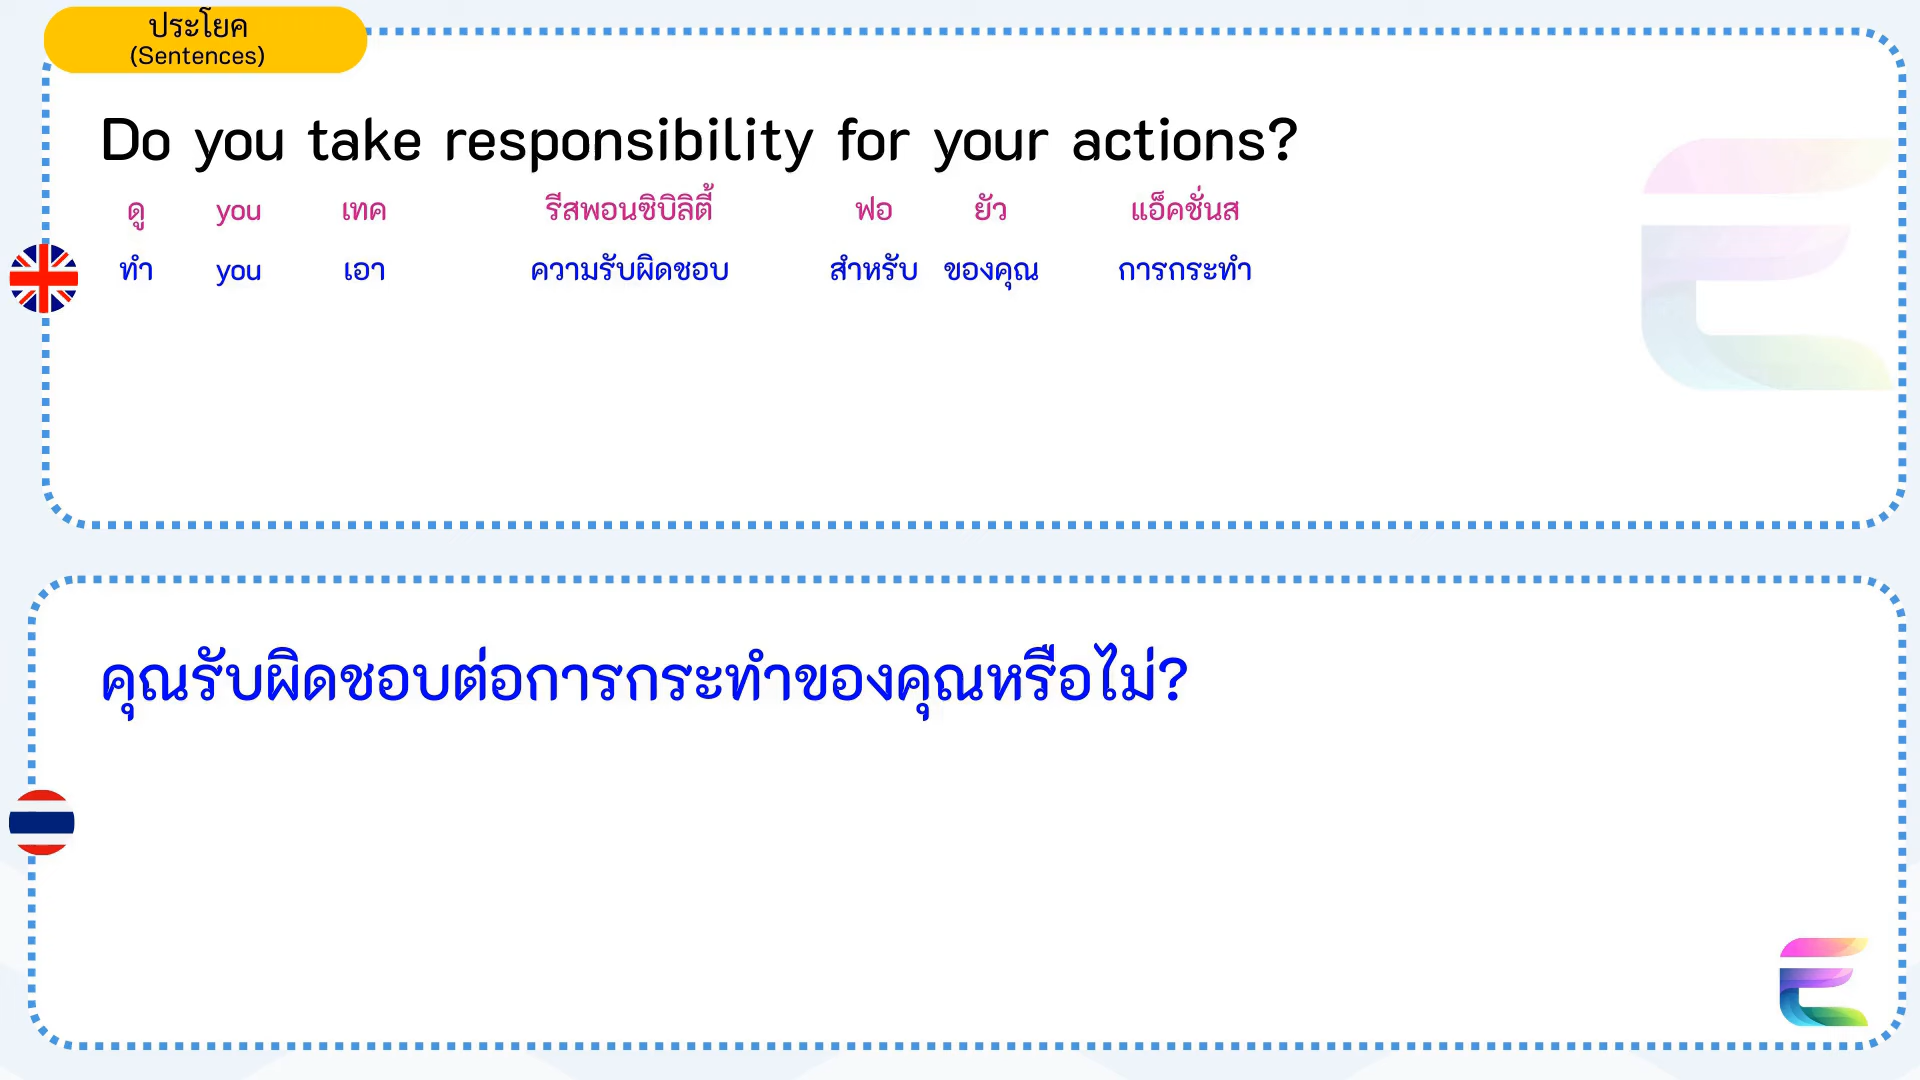 ประโยค
(Sentences)
Do you take responsibility for your actions?
ดู you เทค รีสพอนซิบิลิตี้ ฟอ ยัว แอ็คชั่นส
ทำ you เอา ความรับผิดชอบ สำหรับ ของคุณ การกระทำ
คุณรับผิดชอบต่อการกระทำของคุณหรือไม่?